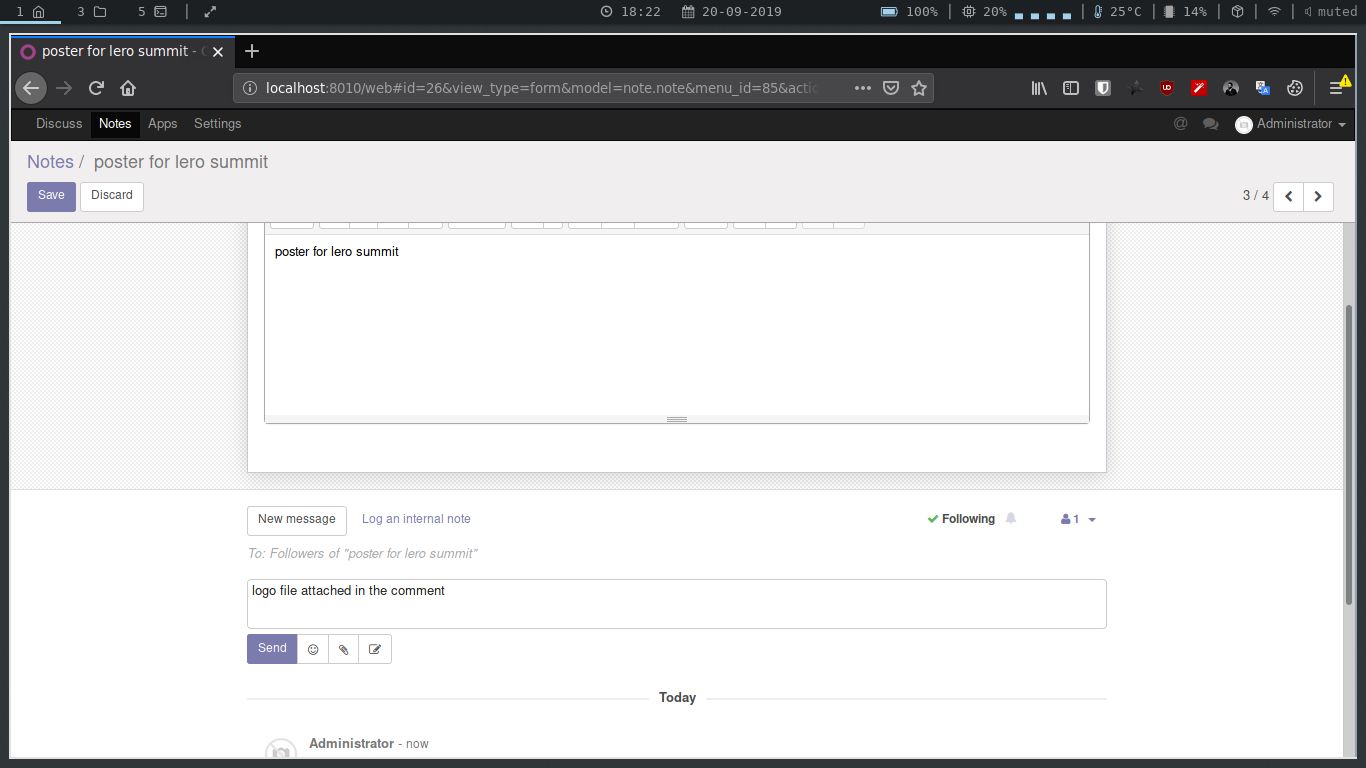 1 3 5 18:22 20-09-2019 100% 20% 25°C 14% muted
poster for lero summit -
localhost:8010/web#id=26&view_type=form&model=note.note&menu_id=85&acti
Discuss Notes Apps Settings Administrator
Notes / poster for lero summit
Save Discard 3 / 4
poster for lero summit
New message Log an internal note Following 1
To: Followers of "poster for lero summit"
logo file attached in the comment
Send
Today
Administrator - now